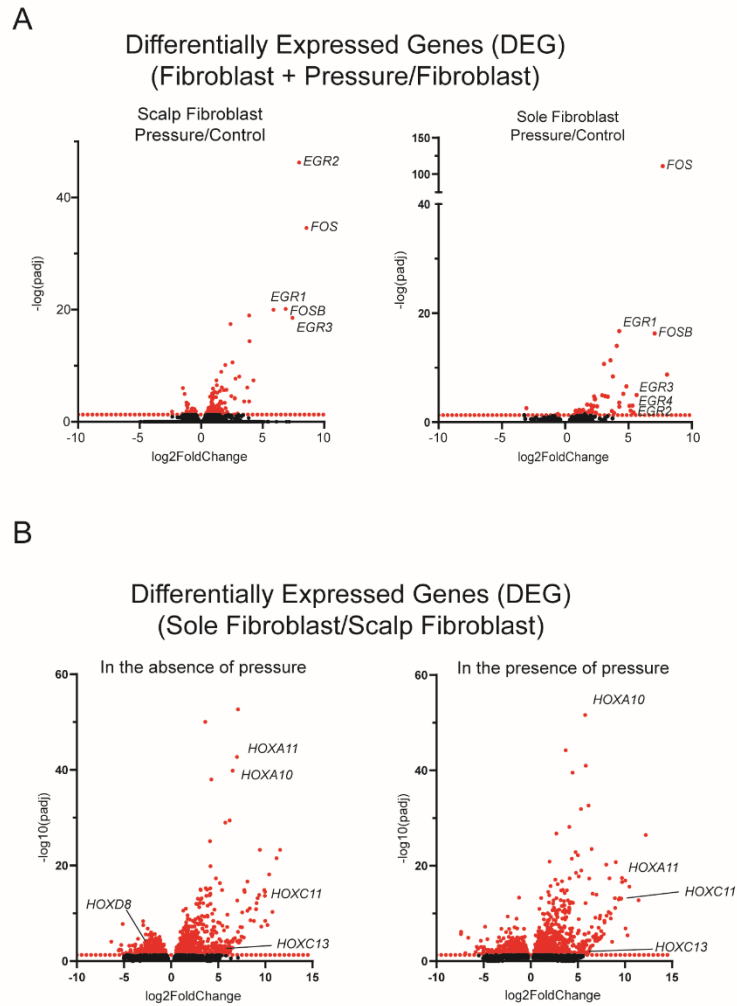 A
Differentially Expressed Genes (DEG)
(Fibroblast + Pressure/Fibroblast)
Scalp Fibroblast
Pressure/Control
40
20
0
-log(padj)
EGR2
FOS
EGR1
FOSB
EGR3
-10
-5
0
5
10
log2FoldChange
Sole Fibroblast
Pressure/Control
150
125
100
75
40
20
0
-log(padj)
FOS
EGR1
FOSB
EGR3
EGR4
EGR2
-10
-5
0
5
10
log2FoldChange
B
Differentially Expressed Genes (DEG)
(Sole Fibroblast/Scalp Fibroblast)
In the absence of pressure
60
40
20
0
-log10(padj)
HOXA11
HOXA10
HOXC11
HOXD8
HOXC13
-10
-5
0
5
10
15
log2FoldChange
In the presence of pressure
60
40
20
0
-log10(padj)
HOXA10
HOXA11
HOXC11
HOXC13
-10
-5
0
5
10
15
log2FoldChange